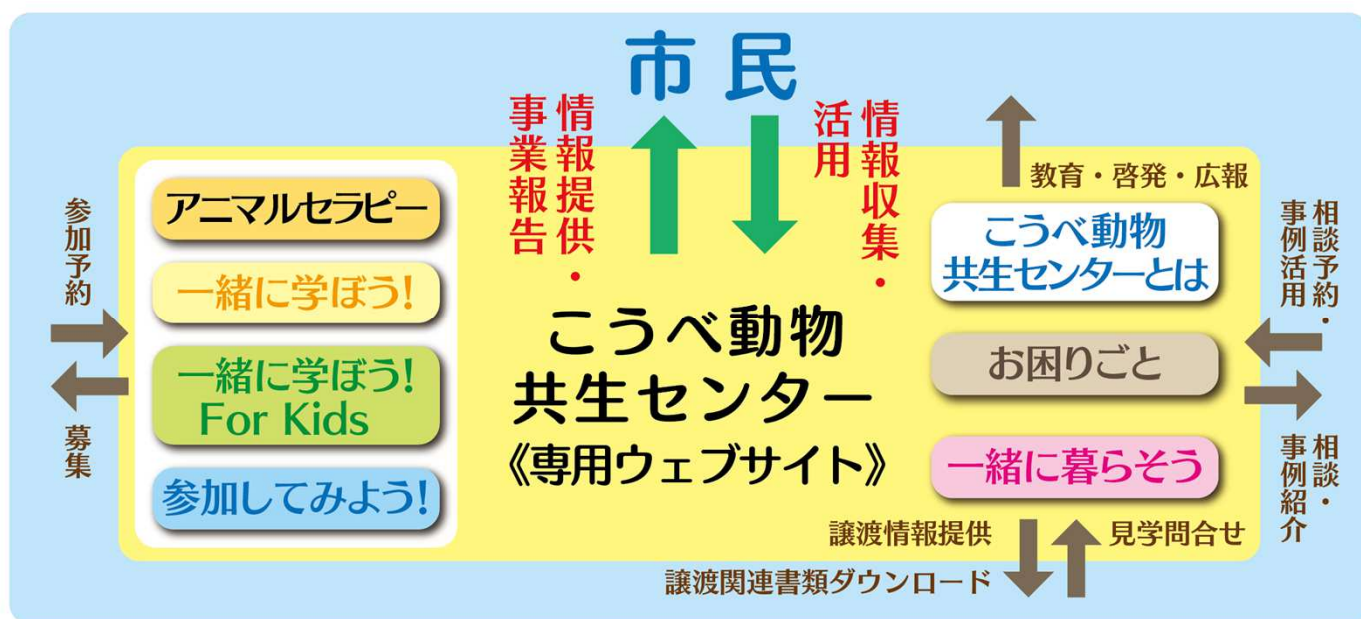 市民
情報提供・
事業報告
情報収集・
活用
教育・啓発・広報
参加予約
募集
アニマルセラピー
一緒に学ぼう!
一緒に学ぼう!
For Kids
参加してみよう!
こうべ動物
共生センター
《専用ウェブサイト》
こうべ動物
共生センターとは
お困りごと
一緒に暮らそう
相談予約・
事例活用
相談・
事例紹介
譲渡情報提供
見学問合せ
譲渡関連書類ダウンロード